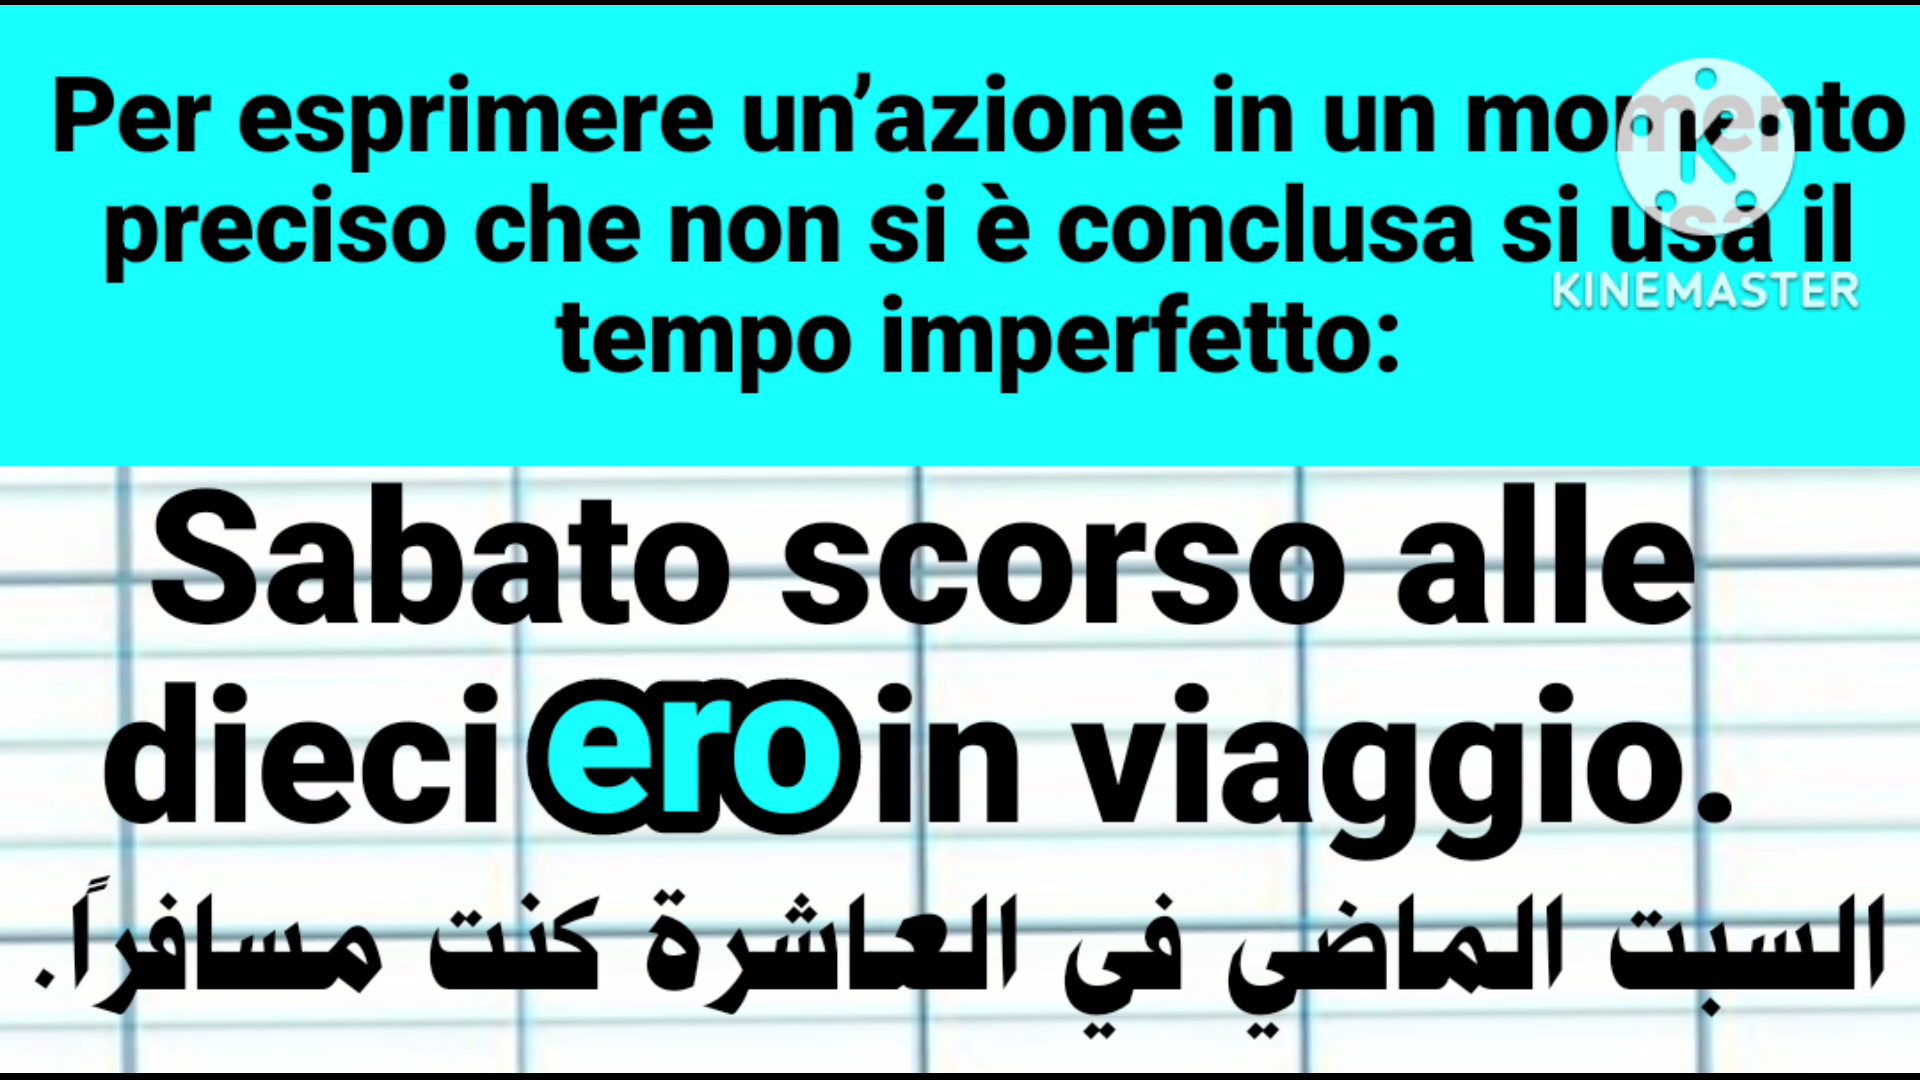 Per esprimere un’azione in un momento
preciso che non si è conclusa si usa il
tempo imperfetto:
KINEMASTER
Sabato scorso alle
dieci ero in viaggio.
السبت الماضي في العاشرة كنت مسافراً.